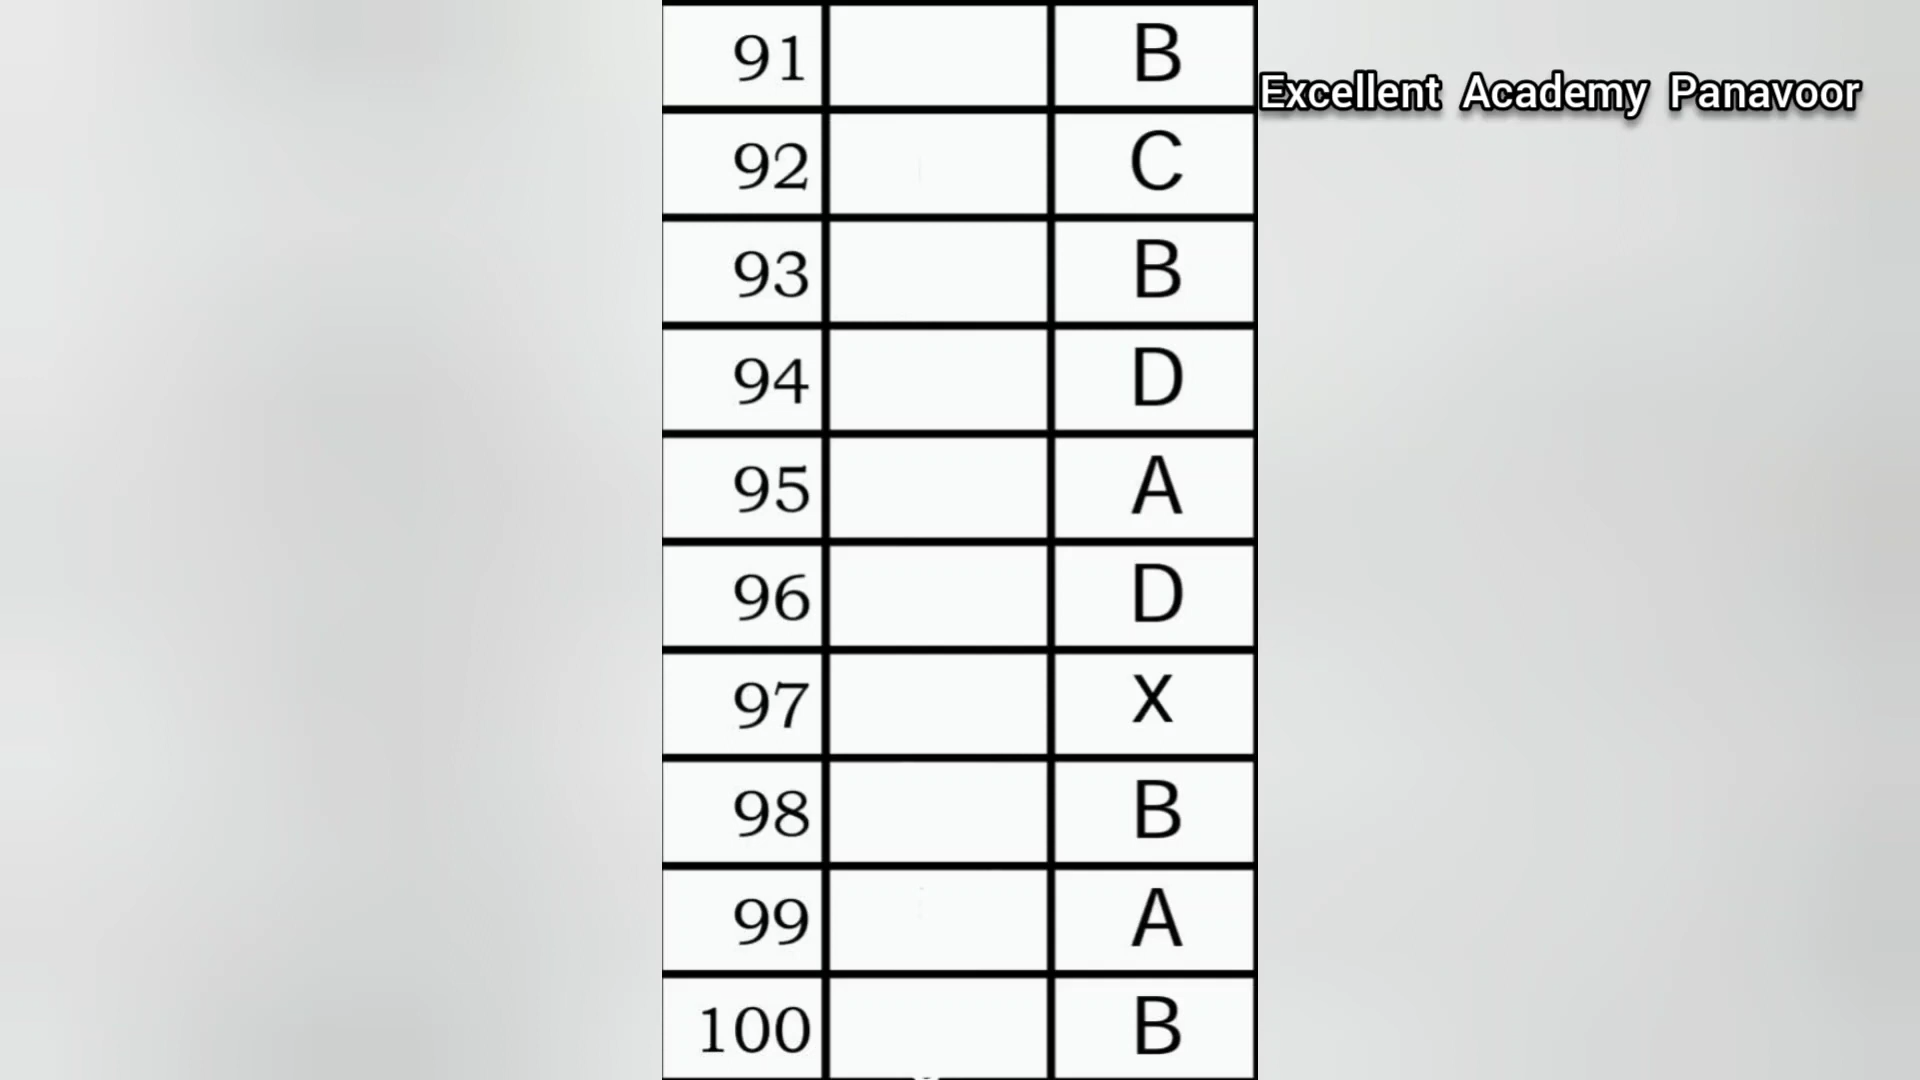 91 B
Excellent Academy Panavoor
92 C
93 B
94 D
95 A
96 D
97 X
98 B
99 A
100 B